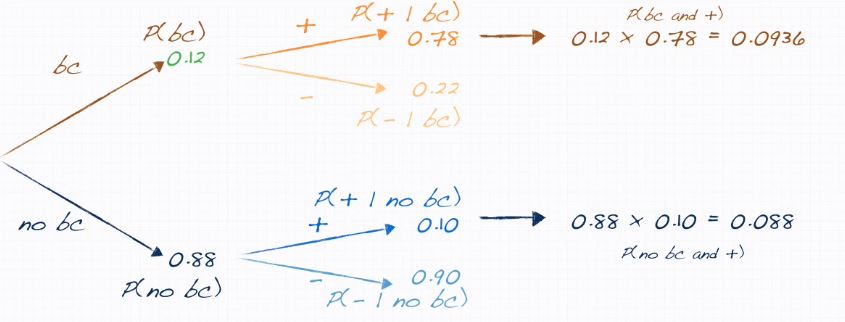 P(bc)
0.12
bc
+
P(+ | bc)
0.78
P(bc and +)
0.12 × 0.78 = 0.0936
-
0.22
P(- | bc)
no bc
0.88
P(no bc)
P(+ | no bc)
+
0.10
0.88 × 0.10 = 0.088
P(no bc and +)
-
0.90
P(- | no bc)